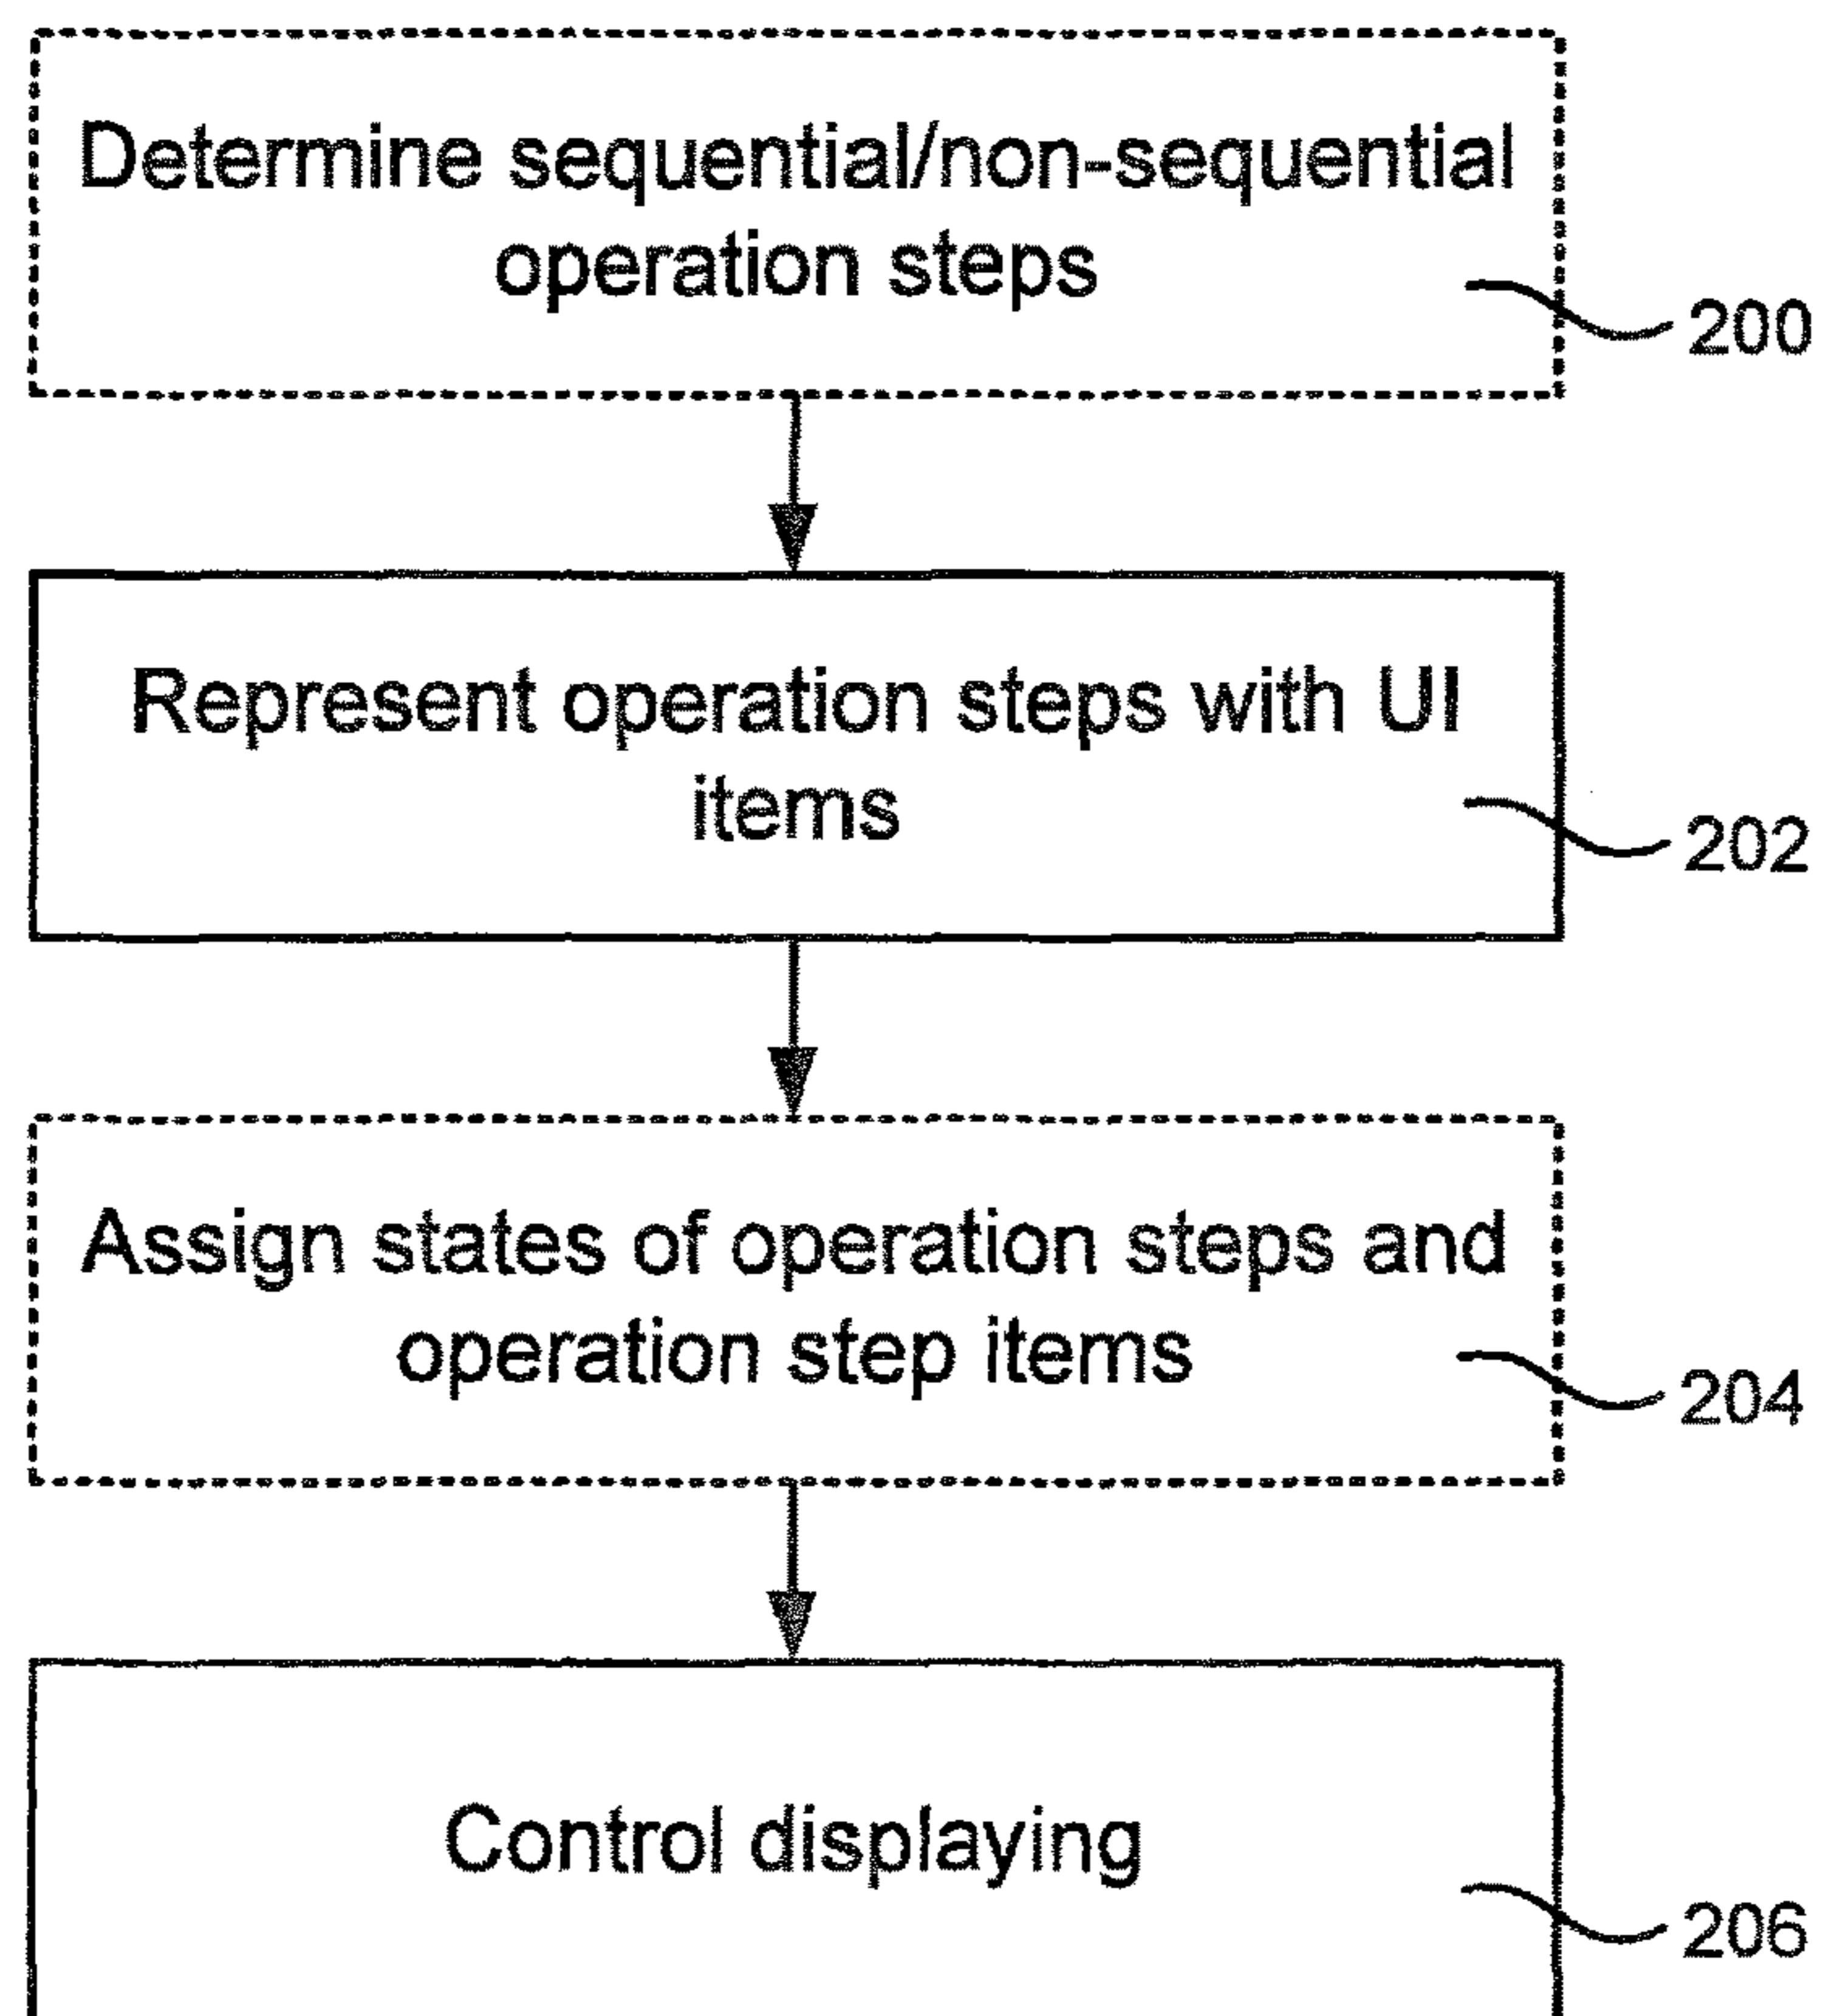 Determine sequential/non-sequential
operation steps
200
Represent operation steps with UI
items
202
Assign states of operation steps and
operation step items
204
Control displaying
206